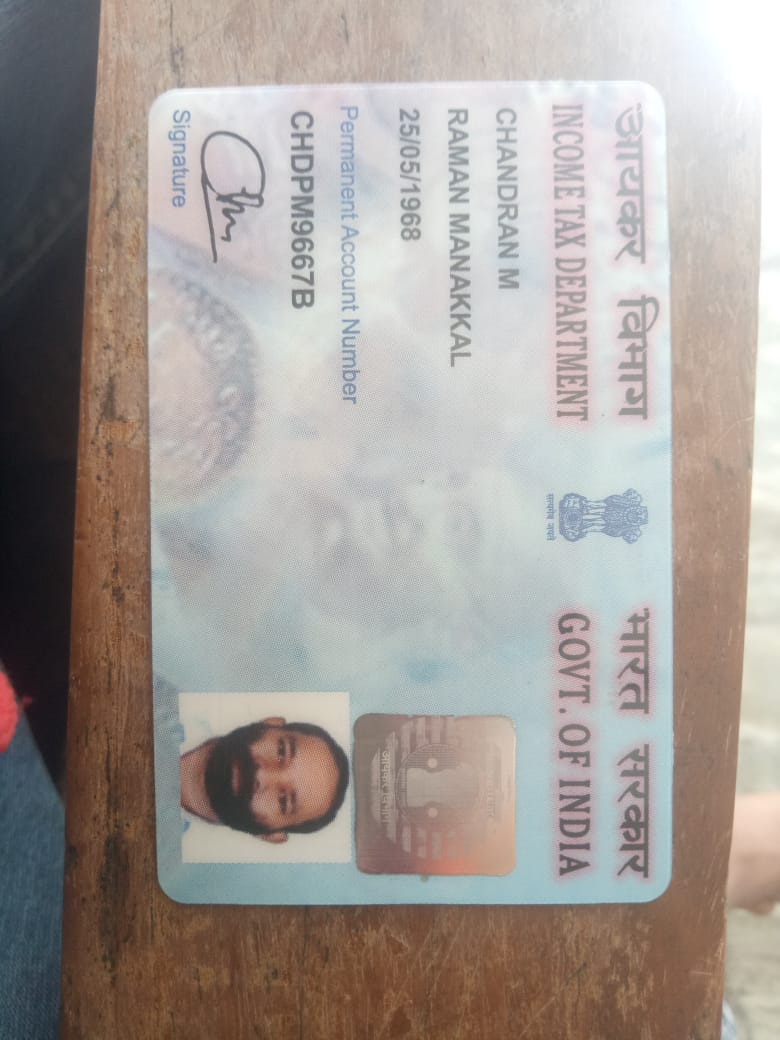 आयकर विभाग
INCOME TAX DEPARTMENT
सत्यमेव जयते
भारत सरकार
GOVT. OF INDIA
CHANDRAN M
RAMAN MANAKKAL
25/05/1968
Permanent Account Number
CHDPM9667B
Signature
आयकर विभाग